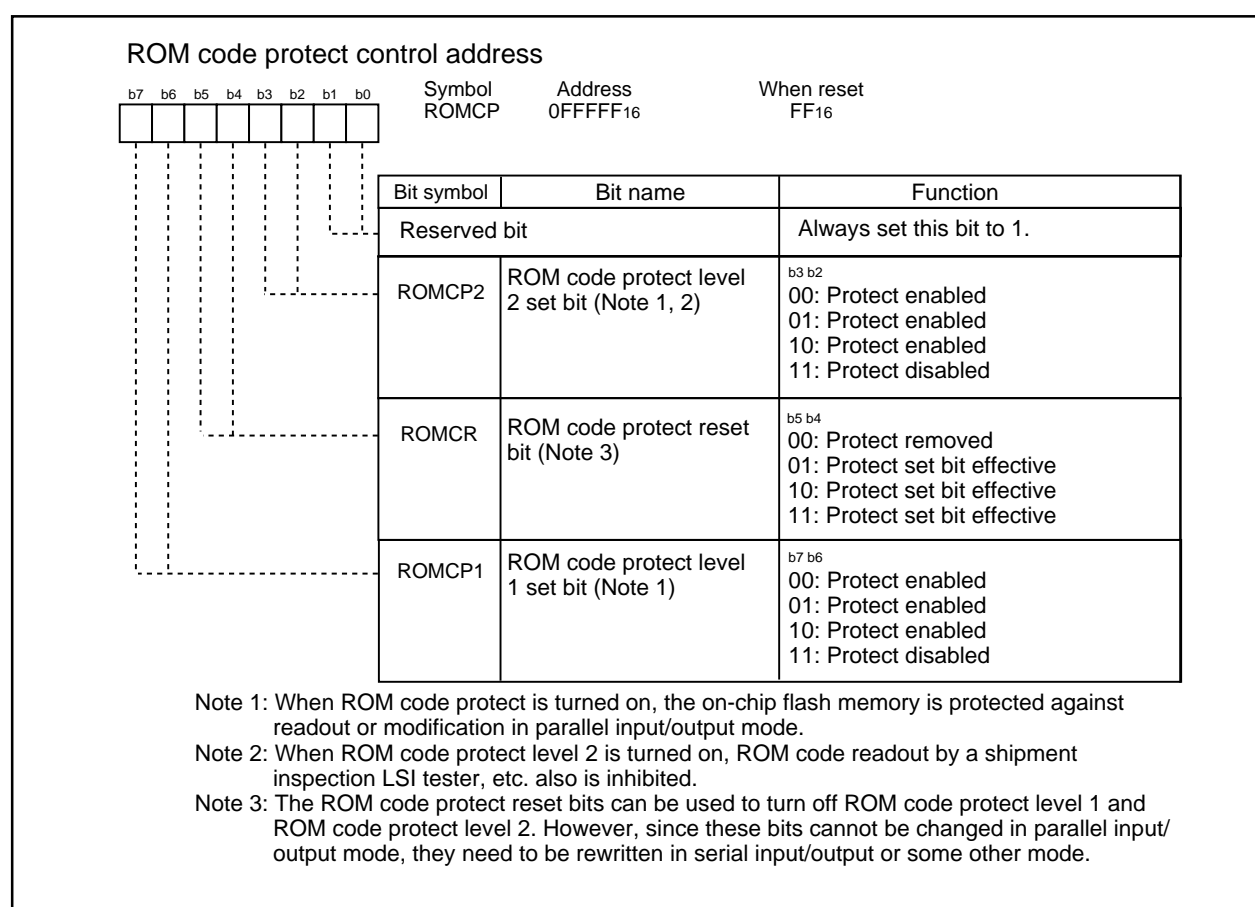 ROM code protect control address
b7 b6 b5 b4 b3 b2 b1 b0
Symbol Address When reset
ROMCP 0FFFFF16 FF16
Bit symbol Bit name Function
Reserved bit Always set this bit to 1.
ROMCP2 ROM code protect level
2 set bit (Note 1, 2)
b3 b2
00: Protect enabled
01: Protect enabled
10: Protect enabled
11: Protect disabled
ROMCR ROM code protect reset
bit (Note 3)
b5 b4
00: Protect removed
01: Protect set bit effective
10: Protect set bit effective
11: Protect set bit effective
ROMCP1 ROM code protect level
1 set bit (Note 1)
b7 b6
00: Protect enabled
01: Protect enabled
10: Protect enabled
11: Protect disabled
Note 1: When ROM code protect is turned on, the on-chip flash memory is protected against
readout or modification in parallel input/output mode.
Note 2: When ROM code protect level 2 is turned on, ROM code readout by a shipment
inspection LSI tester, etc. also is inhibited.
Note 3: The ROM code protect reset bits can be used to turn off ROM code protect level 1 and
ROM code protect level 2. However, since these bits cannot be changed in parallel input/
output mode, they need to be rewritten in serial input/output or some other mode.